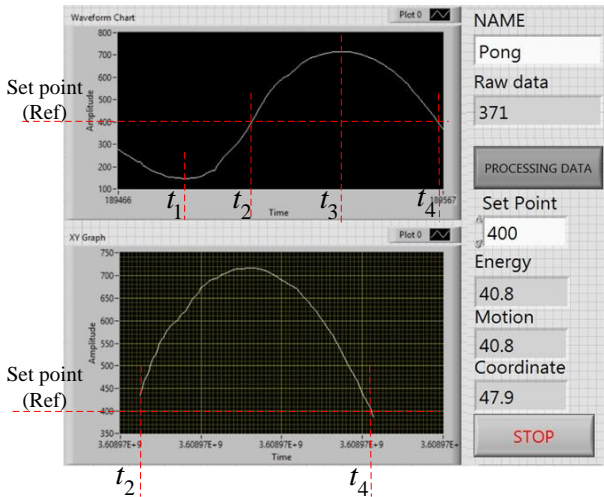 Waveform Chart
Plot 0
Amplitude
800
700
600
500
400
300
200
100
189466
189567
Time
Set point
(Ref)
t1
t2
t3
t4
XY Graph
Plot 0
Amplitude
750
700
650
600
550
500
450
400
350
3.60897E+9
3.60897E+9
3.60897E+9
3.60897E+9
3.60897E+
Time
Set point
(Ref)
t2
t4
NAME
Pong
Raw data
371
PROCESSING DATA
Set Point
400
Energy
40.8
Motion
40.8
Coordinate
47.9
STOP